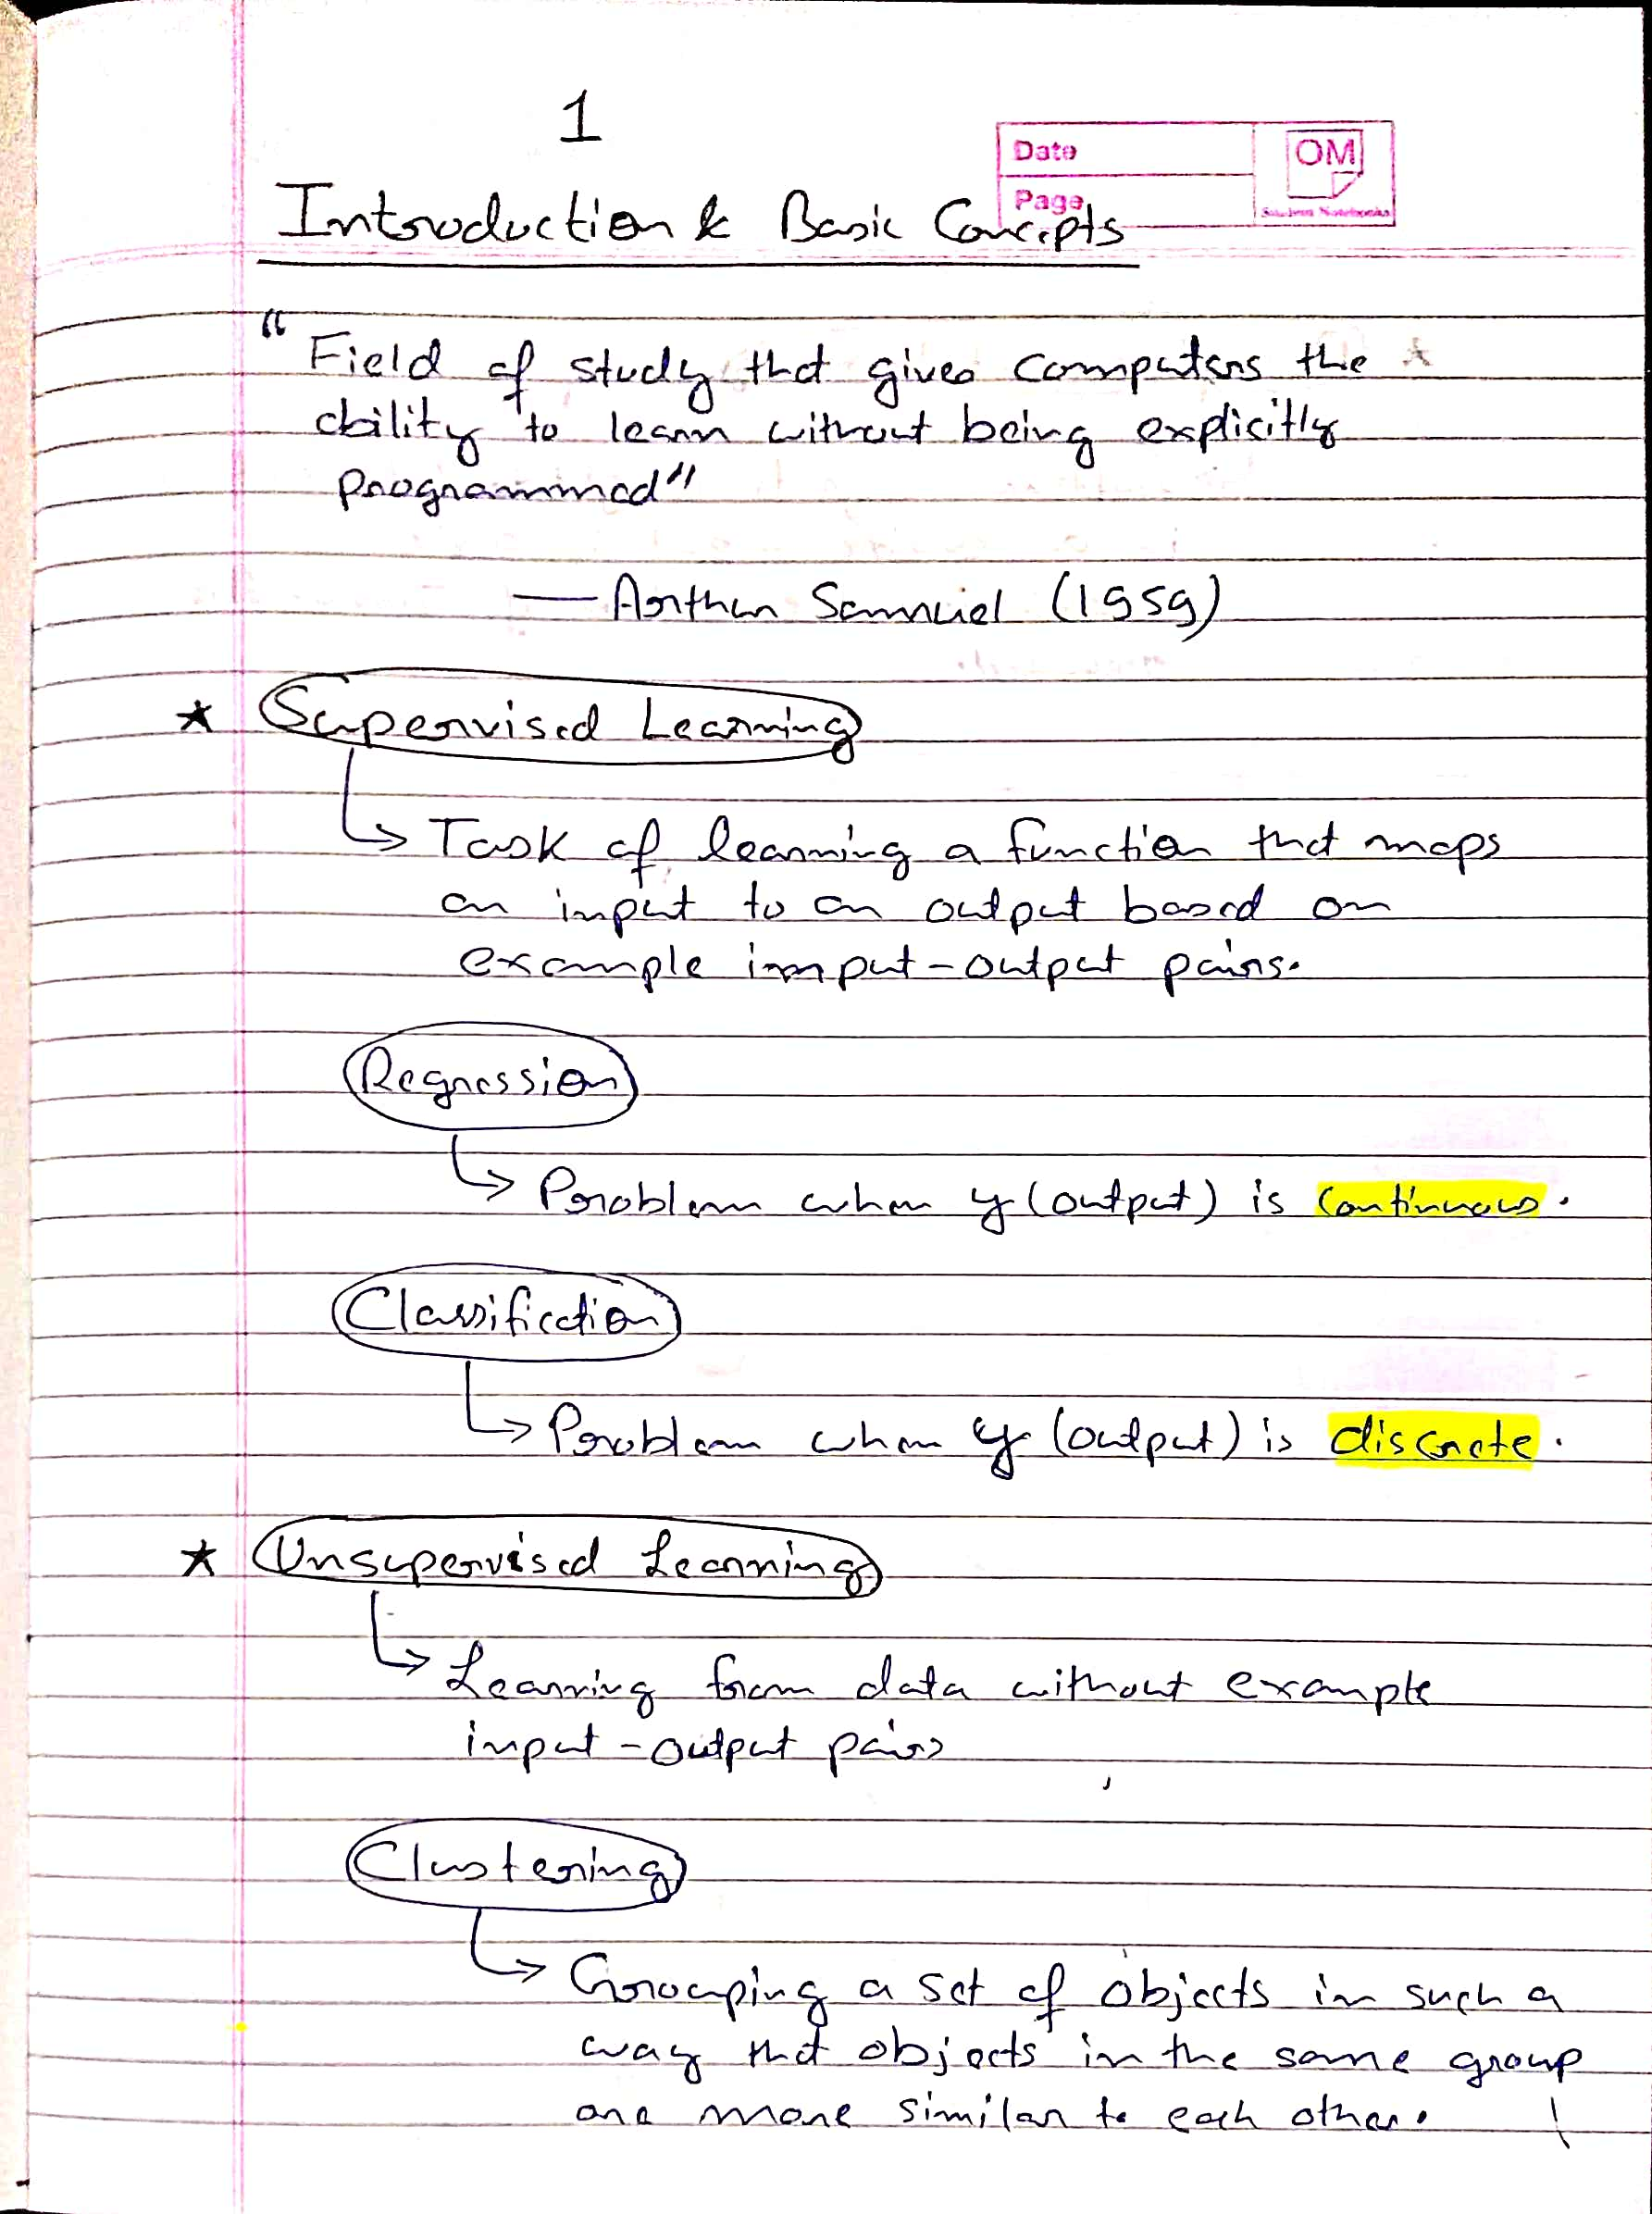 1
Date
OM
Page
Student Notebooks
Introduction & Basic Concepts
"Field of study that gives computers the
ability to learn without being explicitly
programmed"
— Arthur Samuel (1959)
★ Supervised Learning
↳ Task of learning a function that maps
an input to an output based on
example input-output pairs.
Regression
↳ Problem when y (output) is continuous.
Classification
↳ Problem when y (output) is discrete.
★ Unsupervised Learning
↳ Learning from data without example
input-output pairs
Clustering
↳ Grouping a set of objects in such a
way that objects in the same group
are more similar to each other.